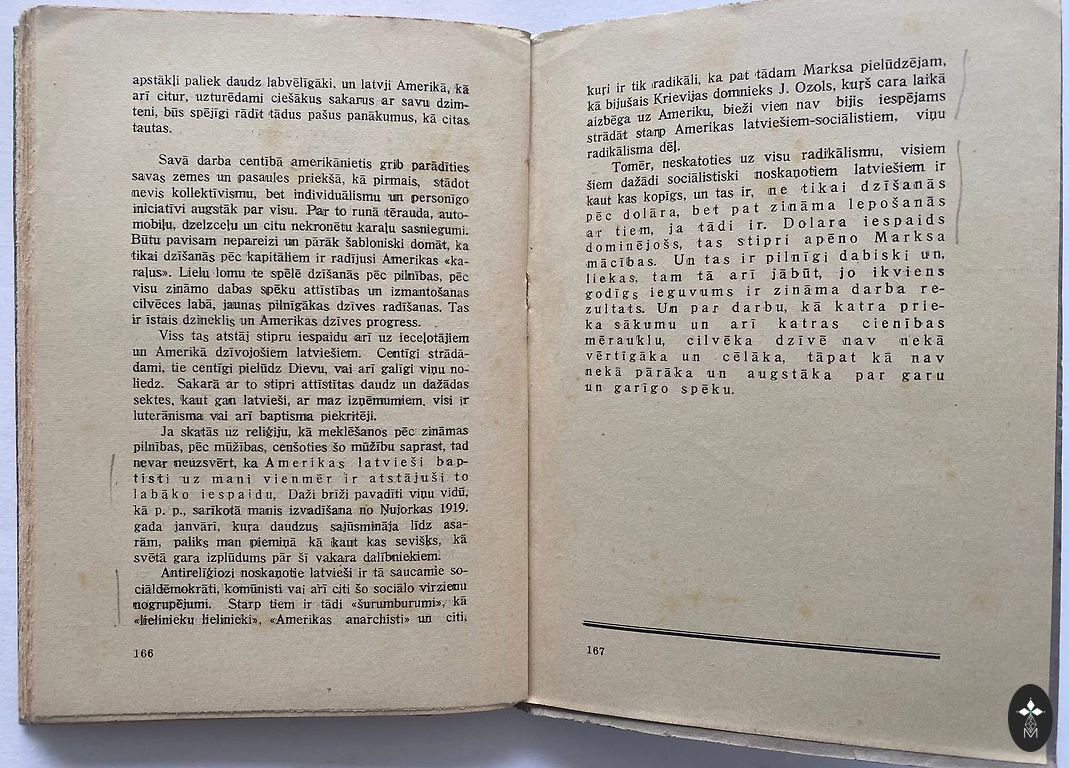 apstākļi paliek daudz labvēlīgāki, un latvji Amerikā, kā
arī citur, uzturēdami ciešākus sakarus ar savu dzim-
teni, būs spējīgi rādīt tādus pašus panākumus, kā citas
tautas.
Savā darba centībā amerikānietis grib parādīties
savas zemes un pasaules priekšā, kā pirmais, stādot
nevis kollektīvismu, bet individuālismu un personīgo
iniciatīvi augstāk par visu. Par to runā tērauda, auto-
mobiļu, dzelzceļu un citu nekronētu karaļu sasniegumi.
Būtu pavisam nepareizi un pārāk šabloniski domāt, ka
tikai dzīšanās pēc kapitāliem ir radījusi Amerikas «ka-
raļus». Lielu lomu te spēlē dzīšanās pēc pilnības, pēc
visu zināmo dabas spēku attīstības un izmantošanas
cilvēces labā, jaunas pilnīgākas dzīves radīšanas. Tas
ir īstais dzineklis un Amerikas dzīves progress.
Viss tas atstāj stipru iespaidu arī uz ieceļotājiem
un Amerikā dzīvojošiem latviešiem. Centīgi strādā-
dami, tie centīgi pielūdz Dievu, vai arī galīgi viņu no-
liedz. Sakarā ar to stipri attīstītas daudz un dažādas
sektes, kaut gan latvieši, ar maz izņēmumiem, visi ir
luterānisma vai arī baptisma piekritēji.
Ja skatās uz reliģiju, kā meklēšanos pēc zināmas
pilnības, pēc mūžības, cenšoties šo mūžību saprast, tad
nevar neuzsvērt, ka Amerikas latvieši bap-
tisti uz mani vienmēr ir atstājuši to
labāko iespaidu. Daži brīži pavadīti viņu vidū,
kā p. p., sarīkotā manis izvadīšana no Ņujorkas 1919.
gada janvārī, kura daudzus sajūsmināja līdz asa-
rām, paliks man piemiņā kā kaut kas sevišķs, kā
svētā gara izplūdums pār šī vakara dalībniekiem.
Antireliģiozi noskaņotie latvieši ir tā saucamie so-
ciāldēmokrāti, komūnisti vai arī citi šo sociālo virzienu
nogrupējumi. Starp tiem ir tādi «šurumburumi», kā
«lielinieku lielinieki», «Amerikas anarchisti» un citi,
166
kuŗi ir tik radikāli, ka pat tādam Marksa pielūdzējam,
kā bijušais Krievijas domnieks J. Ozols, kuŗš cara laikā
aizbēga uz Ameriku, bieži vien nav bijis iespējams
strādāt starp Amerikas latviešiem-sociālistiem, viņu
radikālisma dēļ.
Tomēr, neskatoties uz visu radikālismu, visiem
šiem dažādi sociālistiski noskaņotiem latviešiem ir
kaut kas kopīgs, un tas ir, ne tikai dzīšanās
pēc dolāra, bet pat zināma lepošanās
ar tiem, ja tādi ir. Dolara iespaids
dominējošs, tas stipri apēno Marksa
mācības. Un tas ir pilnīgi dabiski un,
liekas, tam tā arī jābūt, jo ikviens
godīgs ieguvums ir zināma darba re-
zultats. Un par darbu, kā katra prie-
ka sākumu un arī katras cienības
mērauklu, cilvēka dzīvē nav nekā
vērtīgāka un cēlāka, tāpat kā nav
nekā pārāka un augstāka par garu
un garīgo spēku.
167
M